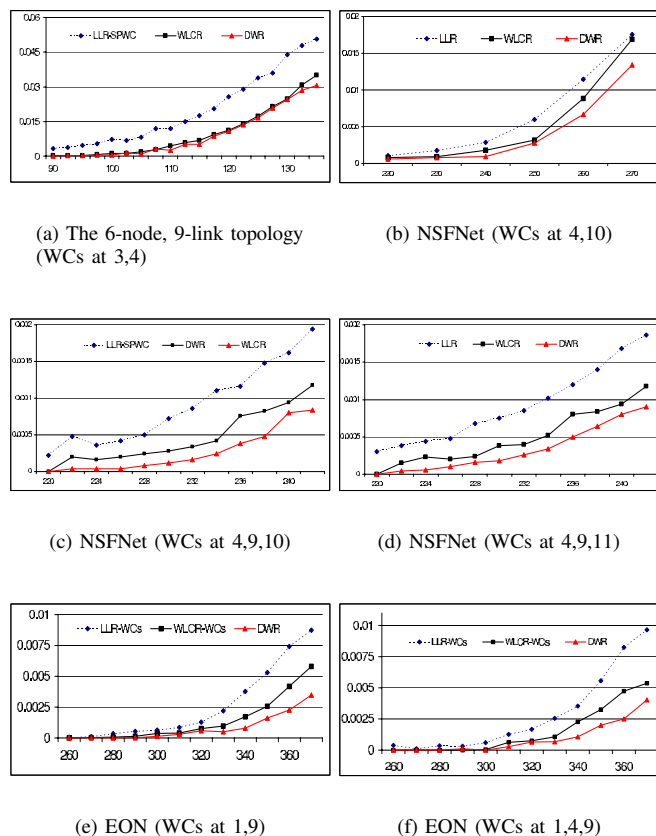 0.06
LLR-SPWC WLCR DWR
0.045
0.03
0.015
0
90 100 110 120 130
0.02
LLR WLCR DWR
0.015
0.01
0.005
0
220 230 240 250 260 270
(a) The 6-node, 9-link topology
(WCs at 3,4)
(b) NSFNet (WCs at 4,10)
0.002
LLR-SPWC DWR WLCR
0.0015
0.001
0.0005
0
220 224 228 232 236 240
0.002
LLR WLCR DWR
0.0015
0.001
0.0005
0
220 224 228 232 236 240
(c) NSFNet (WCs at 4,9,10)
(d) NSFNet (WCs at 4,9,11)
0.01
LLR-WCs WLCR-WCs DWR
0.0075
0.005
0.0025
0
260 280 300 320 340 360
0.01
LLR-WCs WLCR-WCs DWR
0.0075
0.005
0.0025
0
260 280 300 320 340 360
(e) EON (WCs at 1,9)
(f) EON (WCs at 1,4,9)